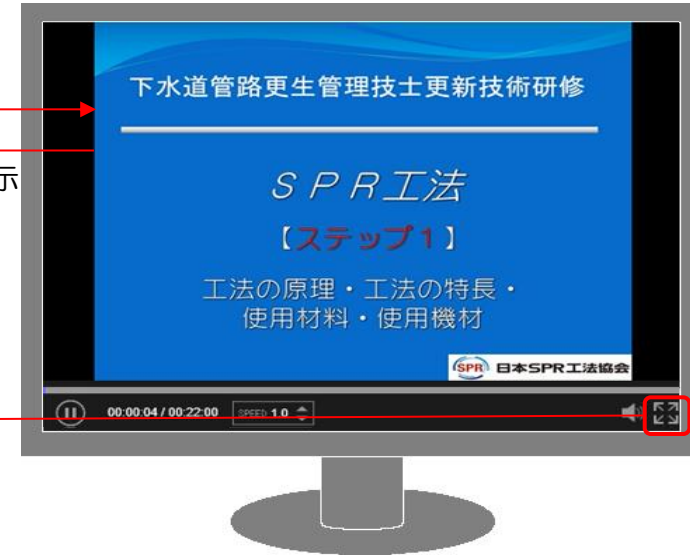 下水道管路更生管理技士更新技術研修
示
ＳＰＲ工法
【ステップ１】
工法の原理・工法の特長・
使用材料・使用機材
SPR 日本SPR工法協会
00:00:04 / 00:22:00 SPEED 1.0